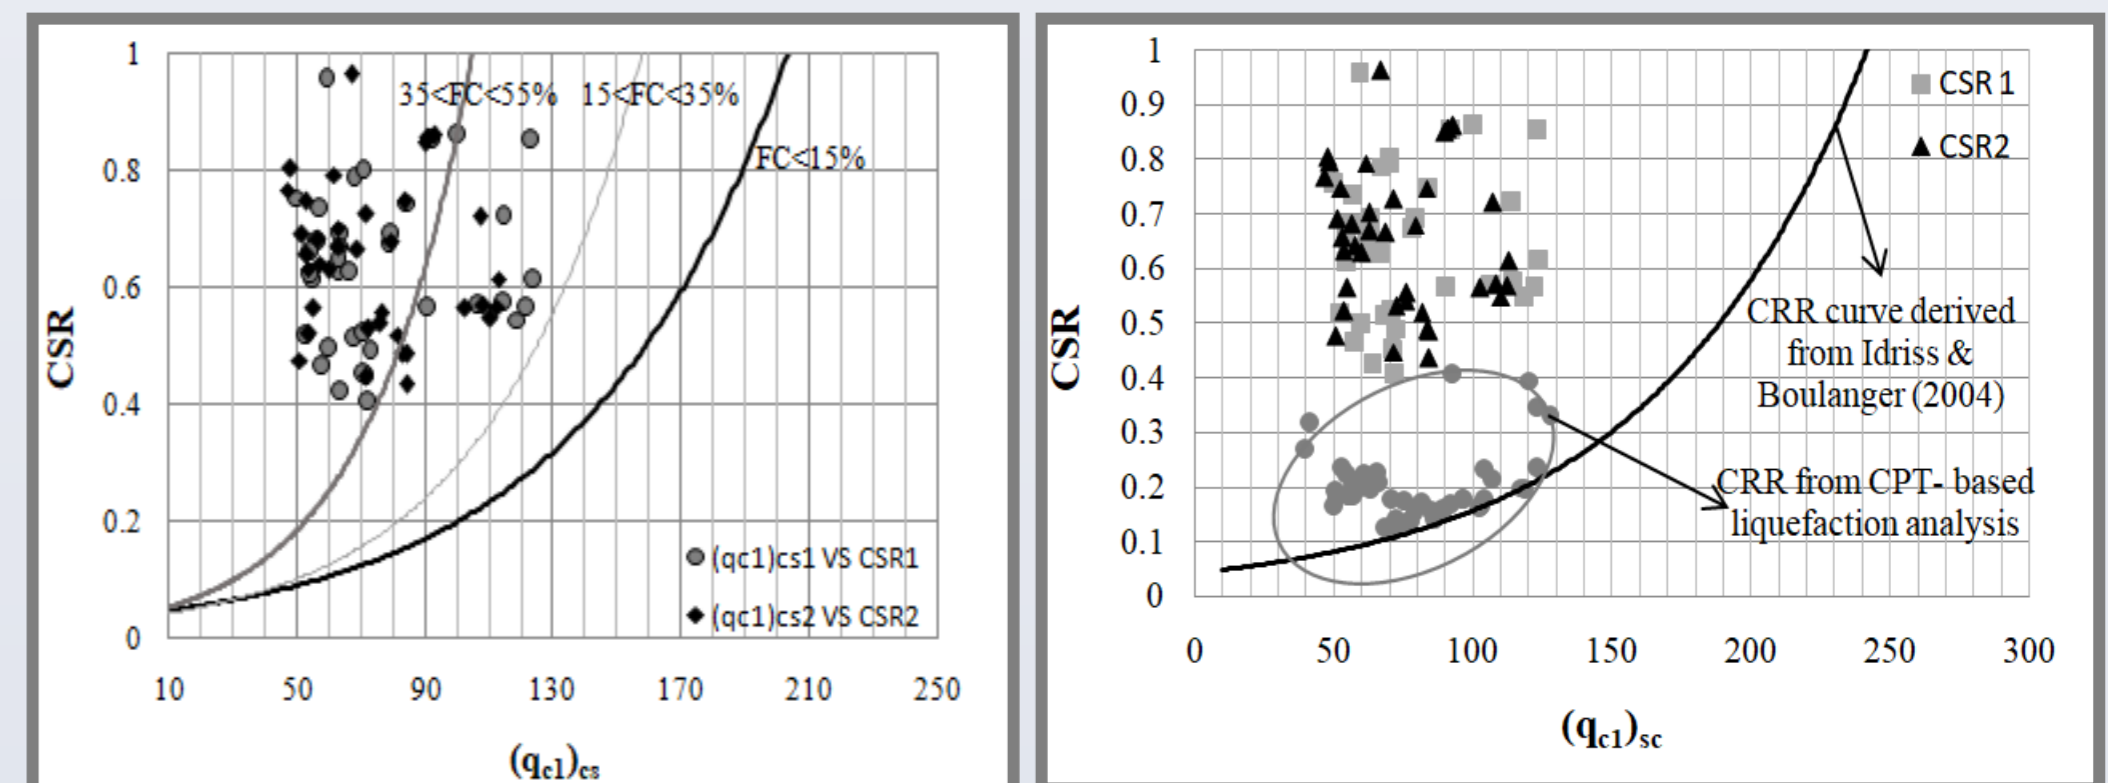 1
0.8
0.6
0.4
0.2
0
CSR
10 50 90 130 170 210 250
(qc1)cs
35<FC<55%
15<FC<35%
FC<15%
(qc1)cs1 VS CSR1
(qc1)cs2 VS CSR2
1
0.9
0.8
0.7
0.6
0.5
0.4
0.3
0.2
0.1
0
CSR
0 50 100 150 200 250 300
(qc1)sc
CSR 1
CSR2
CRR curve derived
from Idriss &
Boulanger (2004)
CRR from CPT- based
liquefaction analysis